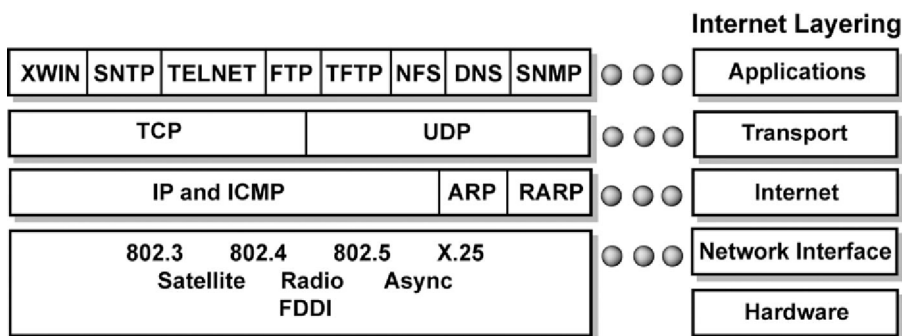 Internet Layering
XWIN SNTP TELNET FTP TFTP NFS DNS SNMP Applications
TCP UDP Transport
IP and ICMP ARP RARP Internet
802.3 802.4 802.5 X.25 Network Interface
Satellite Radio Async
FDDI Hardware